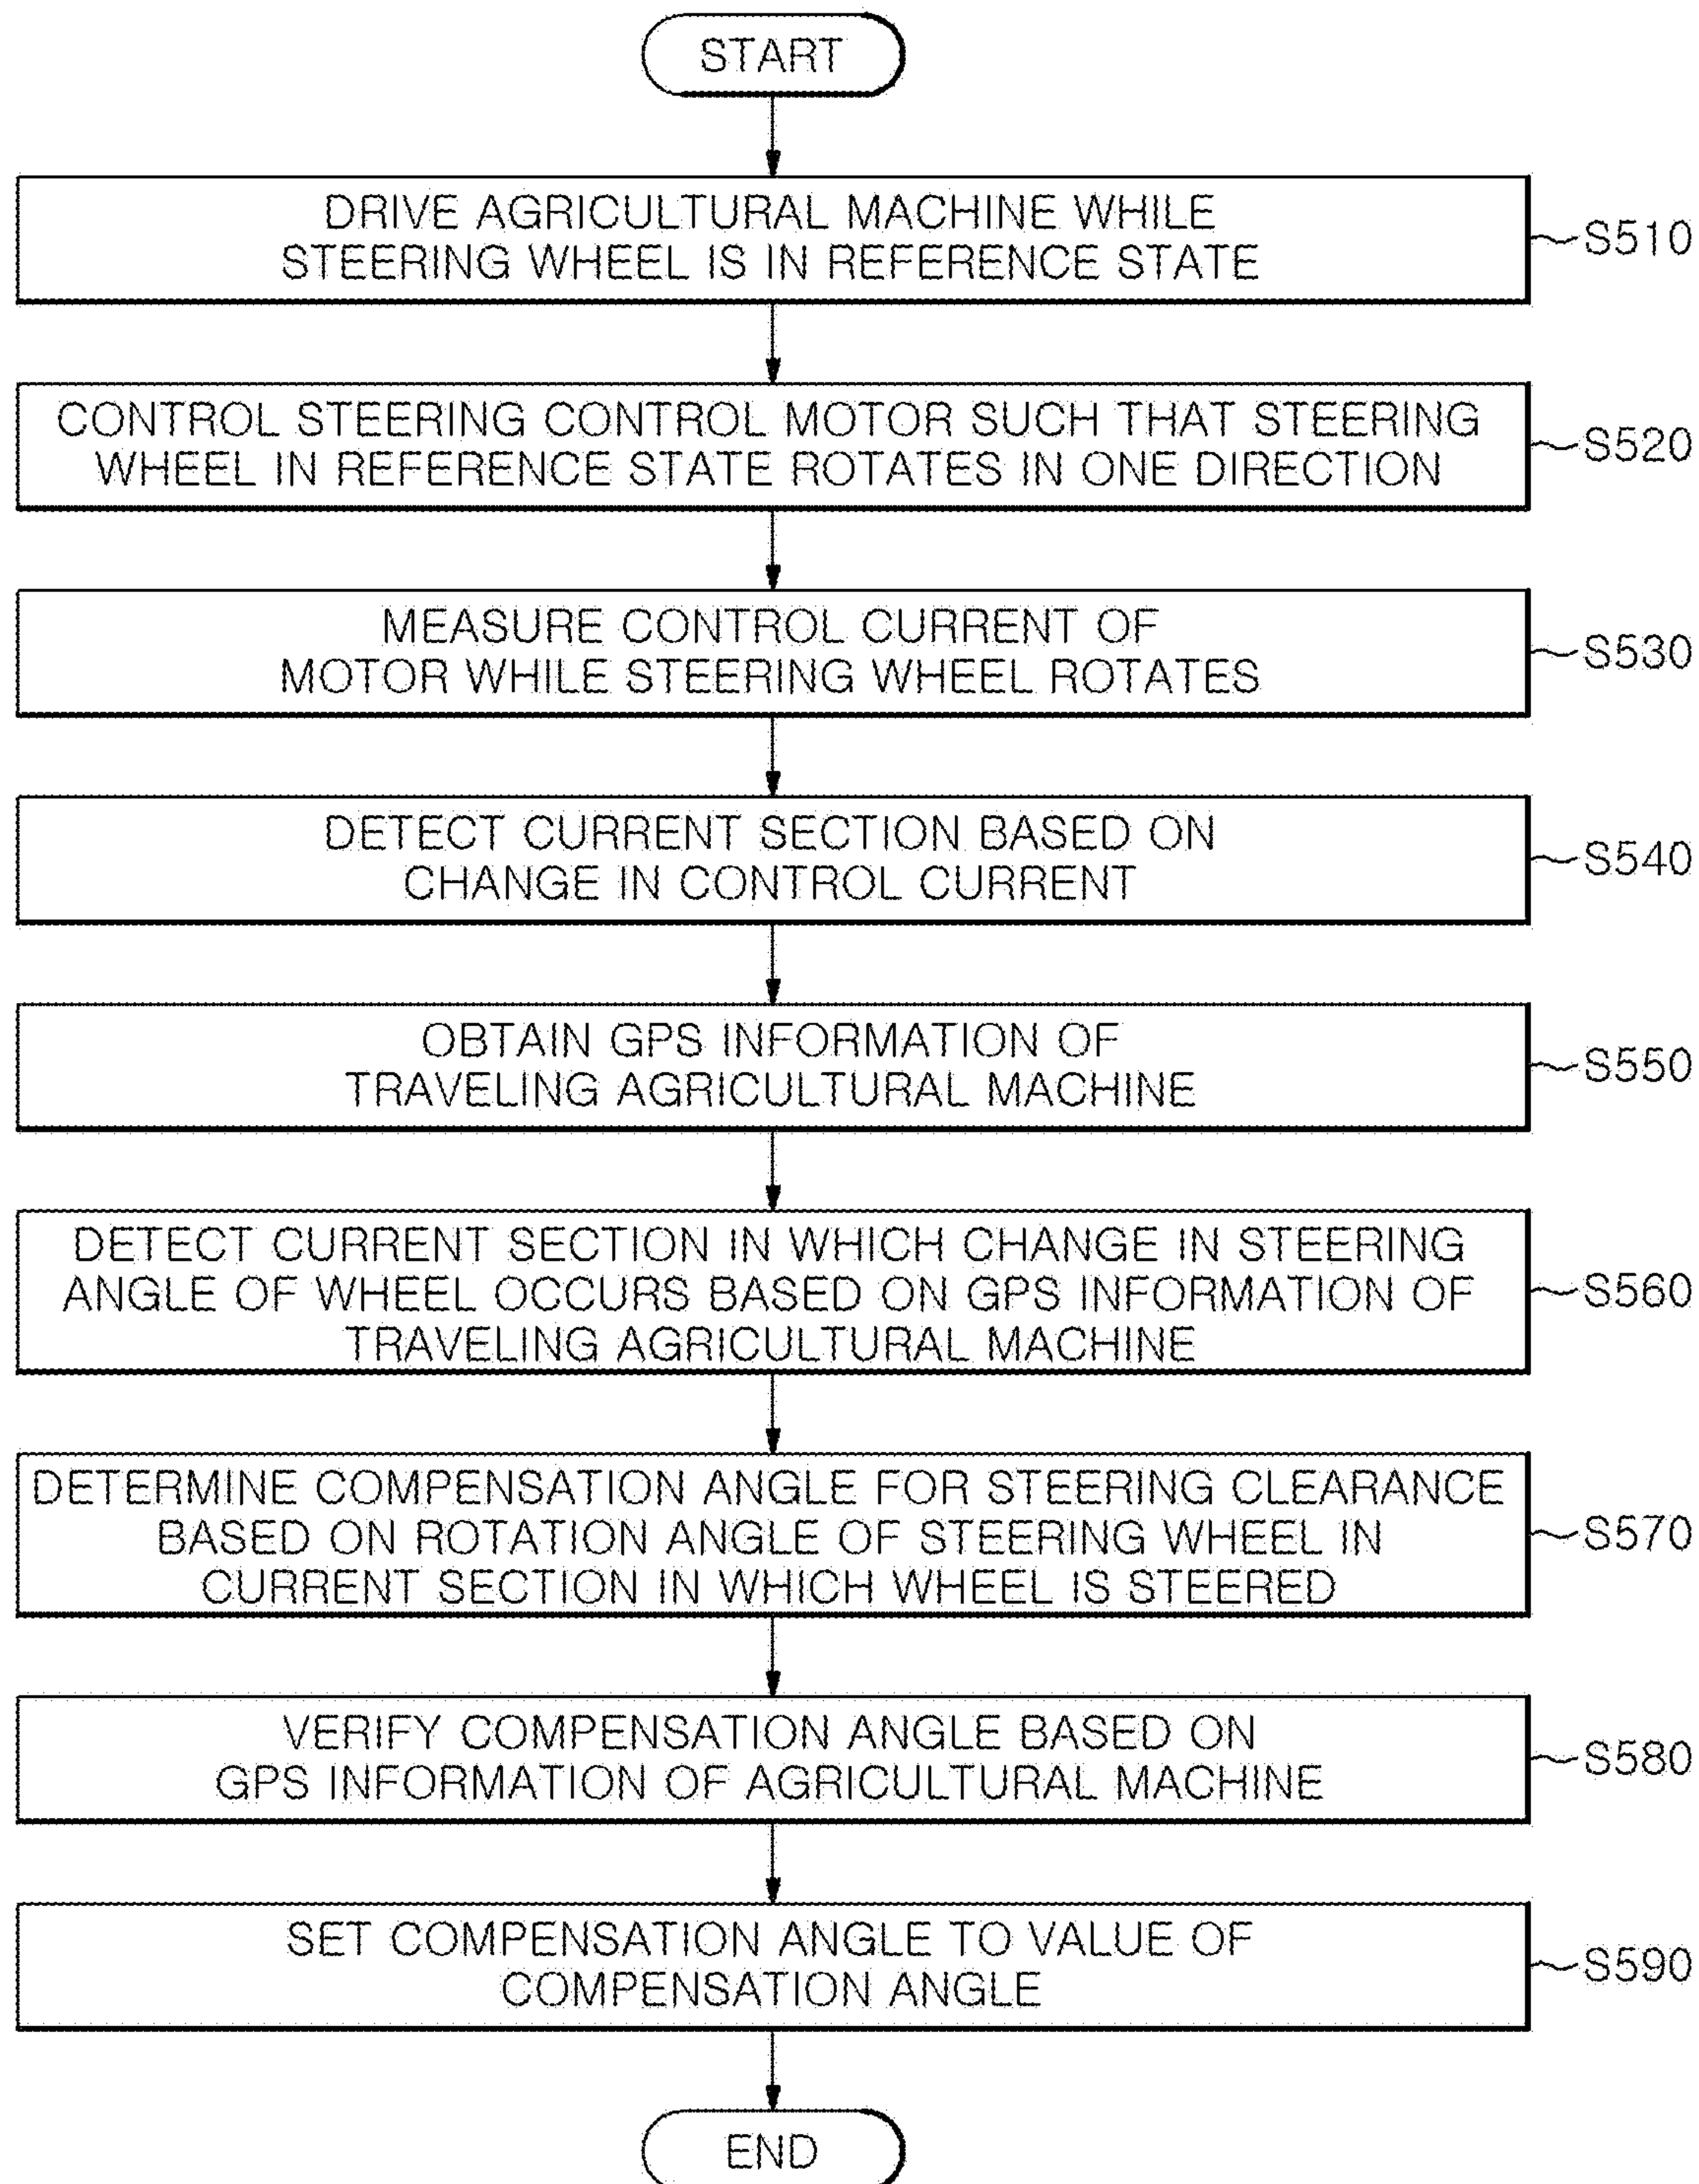 START
DRIVE AGRICULTURAL MACHINE WHILE
STEERING WHEEL IS IN REFERENCE STATE
S510
CONTROL STEERING CONTROL MOTOR SUCH THAT STEERING
WHEEL IN REFERENCE STATE ROTATES IN ONE DIRECTION
S520
MEASURE CONTROL CURRENT OF
MOTOR WHILE STEERING WHEEL ROTATES
S530
DETECT CURRENT SECTION BASED ON
CHANGE IN CONTROL CURRENT
S540
OBTAIN GPS INFORMATION OF
TRAVELING AGRICULTURAL MACHINE
S550
DETECT CURRENT SECTION IN WHICH CHANGE IN STEERING
ANGLE OF WHEEL OCCURS BASED ON GPS INFORMATION OF
TRAVELING AGRICULTURAL MACHINE
S560
DETERMINE COMPENSATION ANGLE FOR STEERING CLEARANCE
BASED ON ROTATION ANGLE OF STEERING WHEEL IN
CURRENT SECTION IN WHICH WHEEL IS STEERED
S570
VERIFY COMPENSATION ANGLE BASED ON
GPS INFORMATION OF AGRICULTURAL MACHINE
S580
SET COMPENSATION ANGLE TO VALUE OF
COMPENSATION ANGLE
S590
END